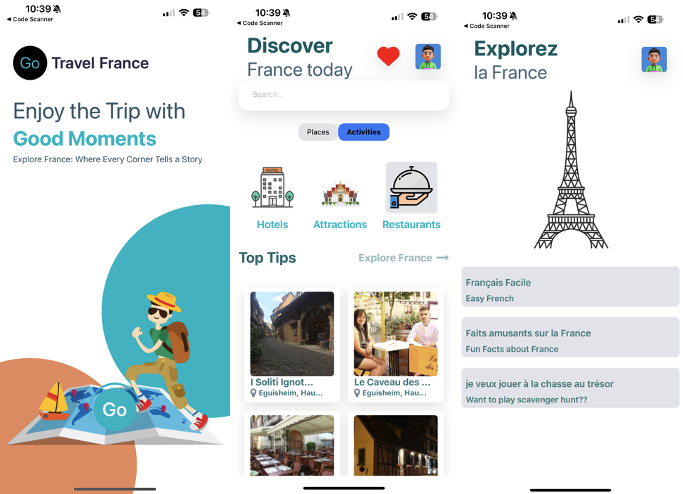 10:39
54
◂ Code Scanner
Go
Travel France
Enjoy the Trip with
Good Moments
Explore France: Where Every Corner Tells a Story
Go
10:39
54
◂ Code Scanner
Discover
France today
Search..
Places
Activities
HOTEL
Hotels
Attractions
Restaurants
Top Tips
Explore France
I Soliti Ignot...
Eguisheim, Hau...
Le Caveau des ...
Eguisheim, Hau...
10:39
54
◂ Code Scanner
Explorez
la France
Français Facile
Easy French
Faits amusants sur la France
Fun Facts about France
je veux jouer à la chasse au trésor
Want to play scavenger hunt??